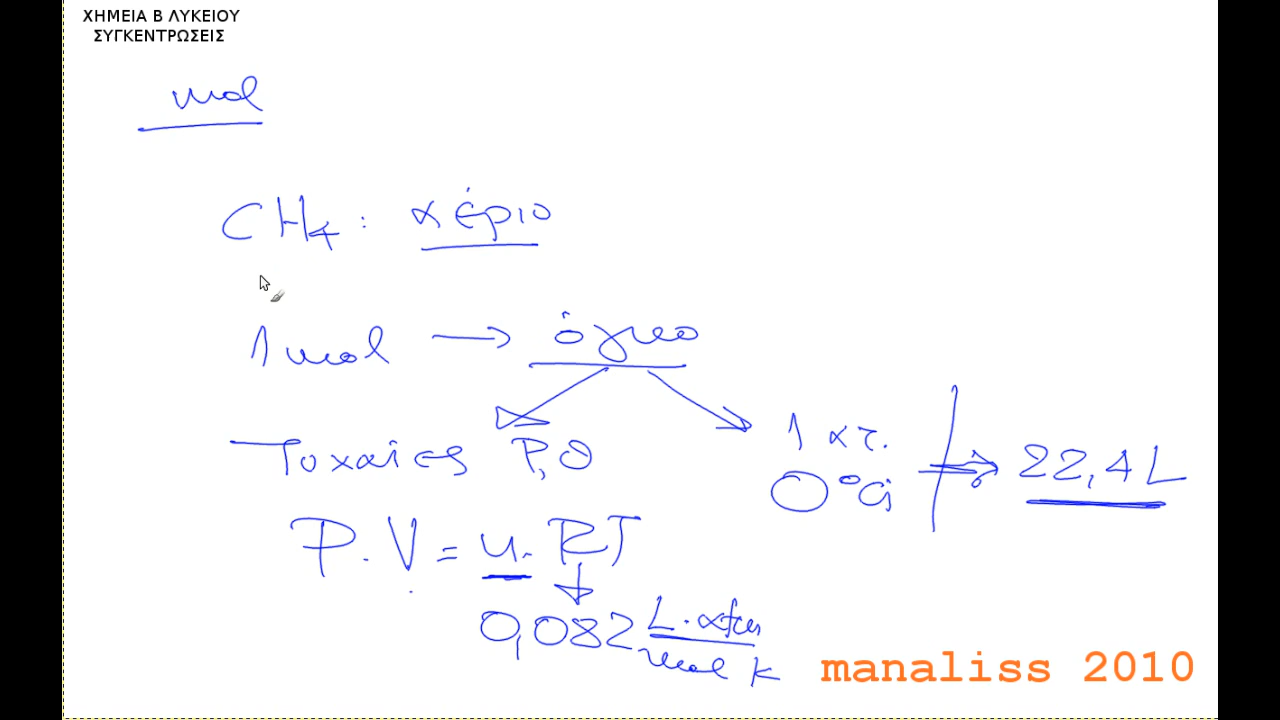 ΧΗΜΕΙΑ Β ΛΥΚΕΙΟΥ
ΣΥΓΚΕΝΤΡΩΣΕΙΣ
mol
CH4 : αέριο
1 mol → όγκο
Τυχαίες P,θ
1 ατ.
0°C
⇒ 22,4 L
P.V = n. RT
0,082 L.atm
mol K
manaliss 2010